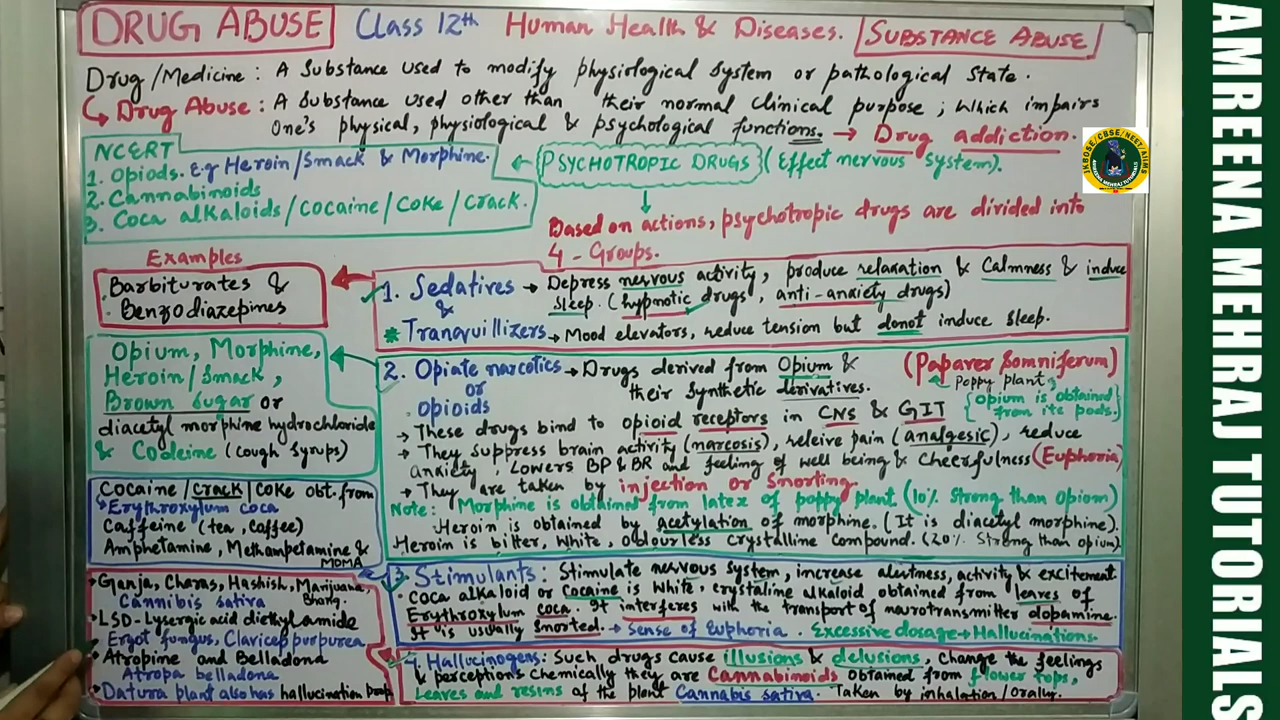 DRUG ABUSE Class 12th Human Health & Diseases. SUBSTANCE ABUSE
Drug/Medicine : A Substance used to modify physiological System or pathological State.
↳ Drug Abuse : A Substance used other than their normal Clinical purpose ; Which impairs
One's physical, physiological & psychological functions. → Drug addiction.
NCERT
1. Opiods. E.g Heroin/Smack & Morphine.
2. Cannabinoids
3. Coca alkaloids / Cocaine / Coke / Crack.
PSYCHOTROPIC DRUGS (Effect nervous System).
Based on actions, psychotropic drugs are divided into
4 - Groups.
Examples
Barbiturates &
Benzodiazepines
1. Sedatives → Depress nervous activity, produce relaxation & Calmness & induce
Sleep. (hypnotic drugs, anti-anxiety drugs)
&
* Tranquillizers → Mood elevators, reduce tension but donot induce Sleep.
Opium, Morphine,
Heroin / Smack,
Brown sugar or
diacetyl morphine hydrochloride
& Codeine (cough Syrups)
2. Opiate narcotics → Drugs derived from Opium & (Papaver Somniferum)
or their Synthetic derivatives.
Opioids
Poppy plant,
{Opium is obtained
from its pods.}
→ These drugs bind to opioid receptors in CNS & GIT
→ They suppress brain activity (narcosis), releive pain (analgesic), reduce
anxiety, Lowers BP & BR and feeling of well being & Cheerfulness (Euphoria)
→ They are taken by injection or Snorting
Note: Morphine is obtained from latex of poppy plant (10% Strong than Opiom)
Heroin is obtained by acetylation of morphine. (It is diacetyl morphine).
Heroin is bitter, White, Odourless Crystalline Compound. (20% Strong than opium)
Cocaine / Crack / Coke obt. from
Erythroxylum coca
Caffeine (tea, Coffee)
Amphetamine, Methampetamine &
MDMA
3. Stimulants : Stimulate nervous System, increase alertness, activity & excitement
• Coca alkaloid or Cocaine is White, crystaline alkaloid obtained from leaves of
Erythroxylum coca. It interferes with the transport of neurotransmitter dopamine.
It is usually Snorted. → Sense of Euphoria. Excessive dosage → Hallucinations
Ganja, Charas, Hashish, Marijuana
Bhang.
Cannibis sativa
LSD - Lysergic acid diethylamide
Ergot fungus, Claviceps purpurea
Atropine and Belladona
Atropa belladona
Datura plant also has hallucination prop
4. Hallucinogens : Such drugs cause illusions & delusions, change the feelings
& perceptions Chemically they are Cannabinoids obtained from flower tops,
Leaves and resins of the plant Cannabis sativa. Taken by inhalation / Orally.
JKBOSE/CBSE/NEET/AIIMS
AMREENA MEHRAJ TUTORIALS
AMREENA MEHRAJ TUTORIALS